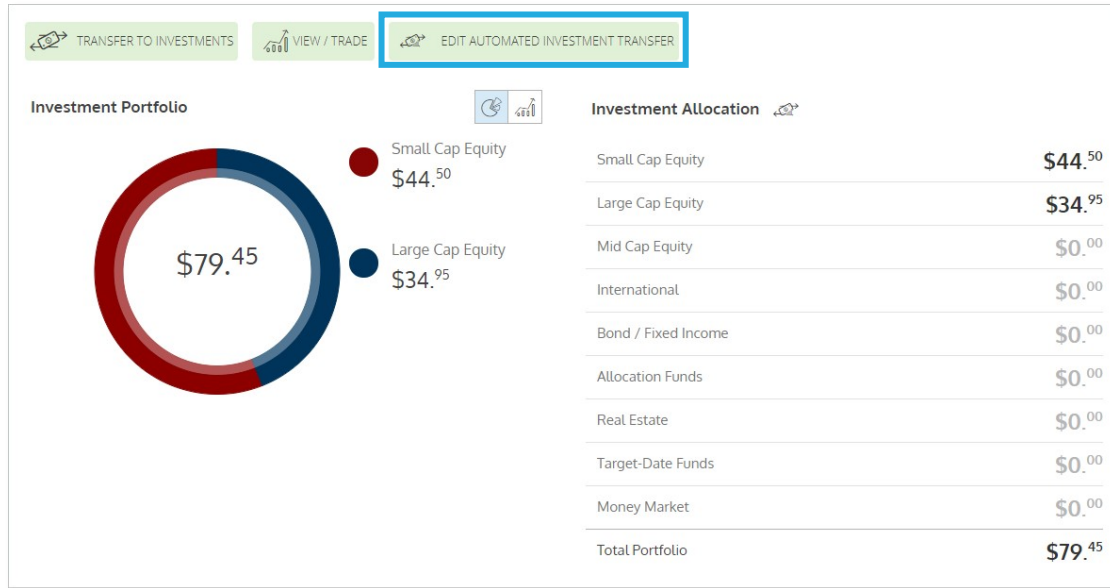 TRANSFER TO INVESTMENTS
VIEW / TRADE
EDIT AUTOMATED INVESTMENT TRANSFER
Investment Portfolio
$79.45
Small Cap Equity
$44.50
Large Cap Equity
$34.95
Investment Allocation
Small Cap Equity $44.50
Large Cap Equity $34.95
Mid Cap Equity $0.00
International $0.00
Bond / Fixed Income $0.00
Allocation Funds $0.00
Real Estate $0.00
Target-Date Funds $0.00
Money Market $0.00
Total Portfolio $79.45